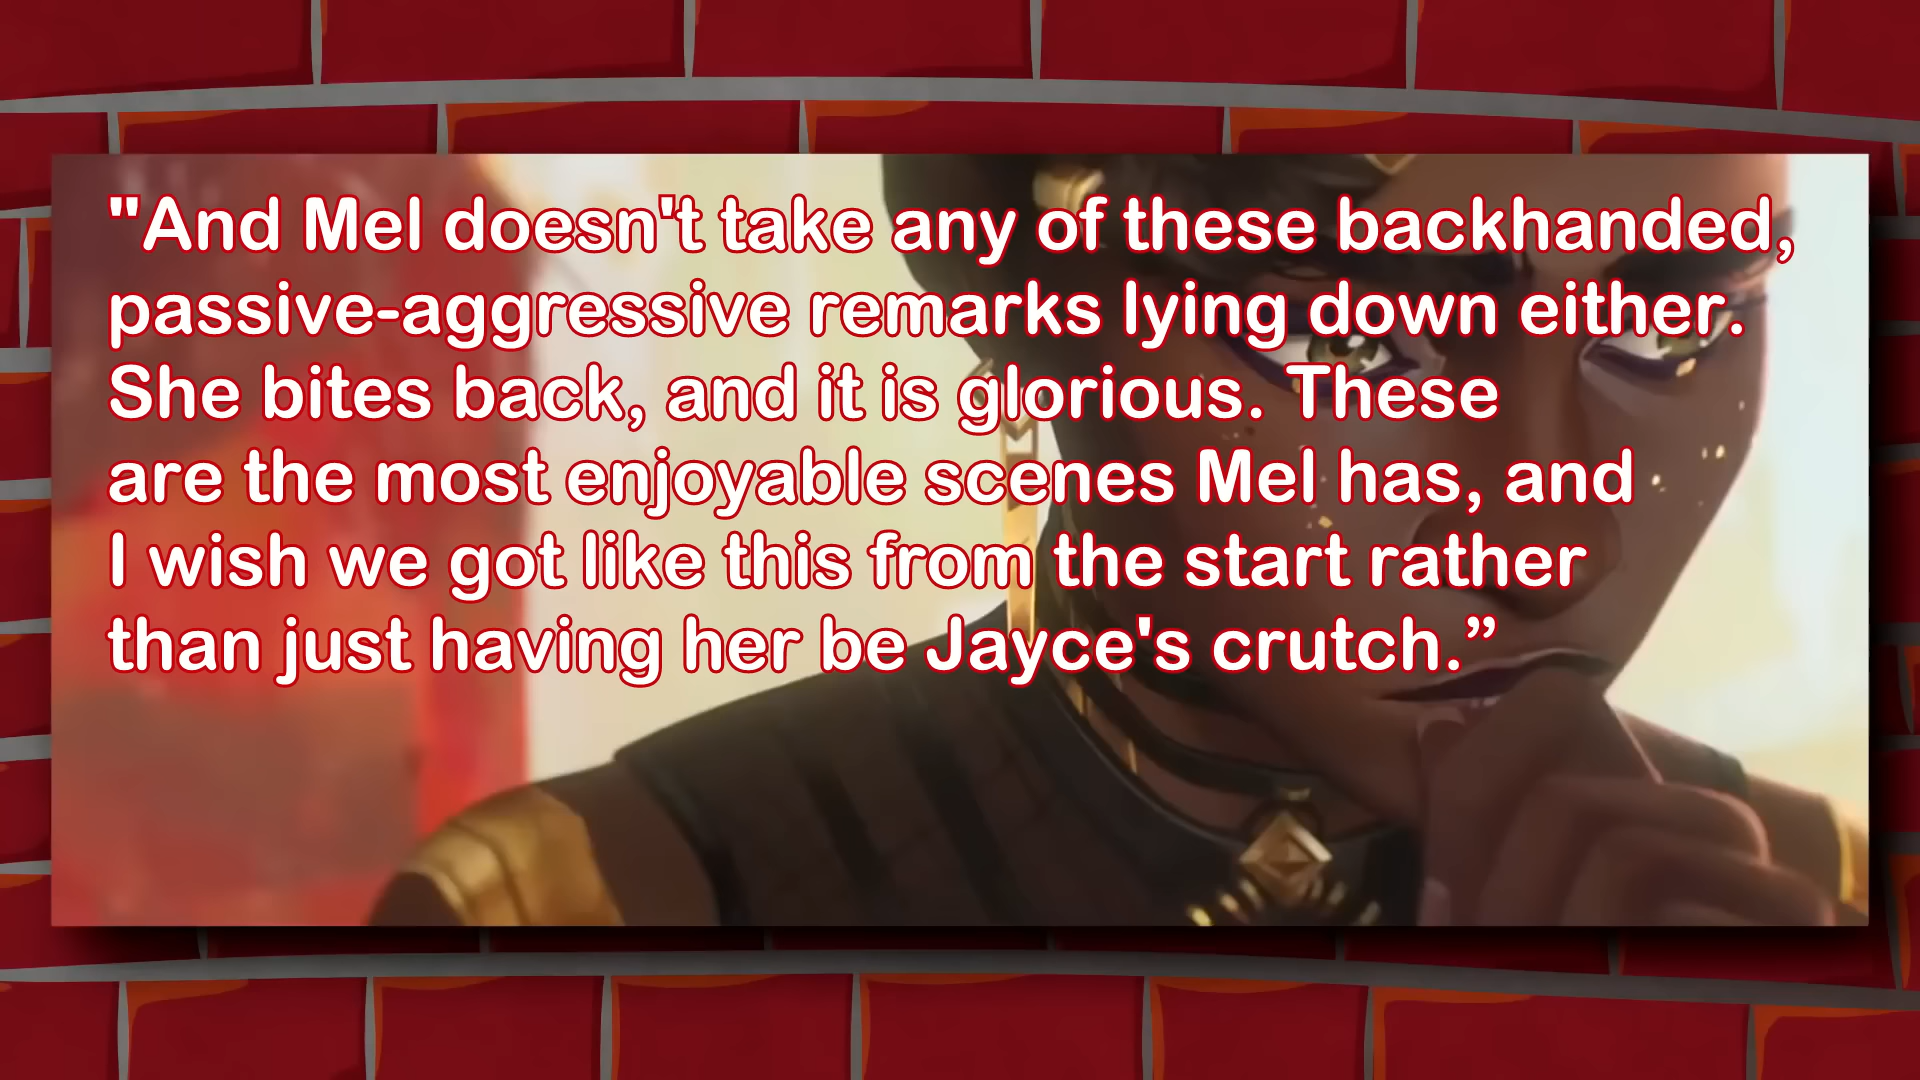 "And Mel doesn't take any of these backhanded,
passive-aggressive remarks lying down either.
She bites back, and it is glorious. These
are the most enjoyable scenes Mel has, and
I wish we got like this from the start rather
than just having her be Jayce's crutch.”